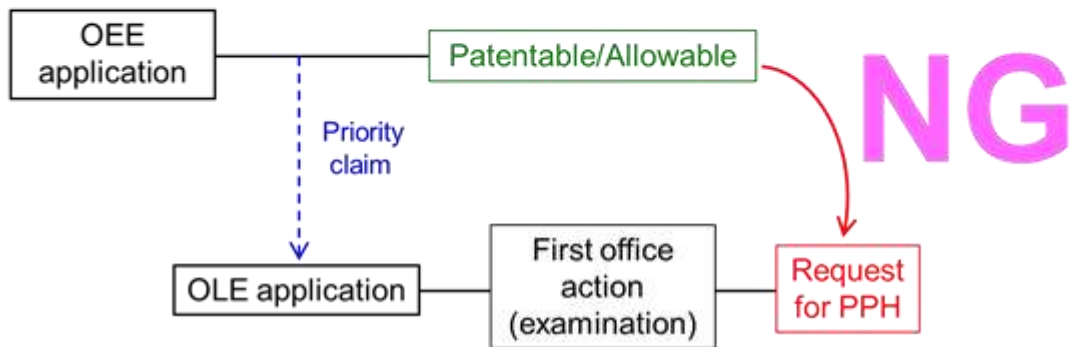 OEE
application
Patentable/Allowable
NG
Priority
claim
OLE application
First office
action
(examination)
Request
for PPH